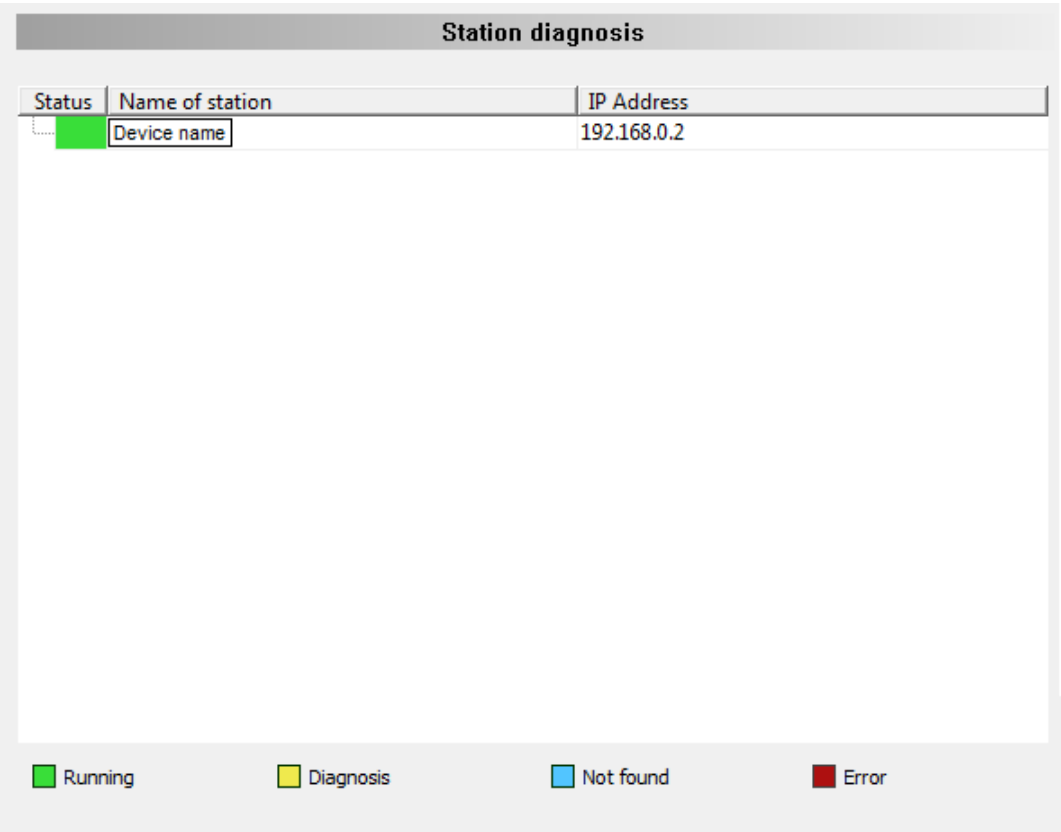 Station diagnosis
Status Name of station IP Address
Device name 192.168.0.2
Running Diagnosis Not found Error